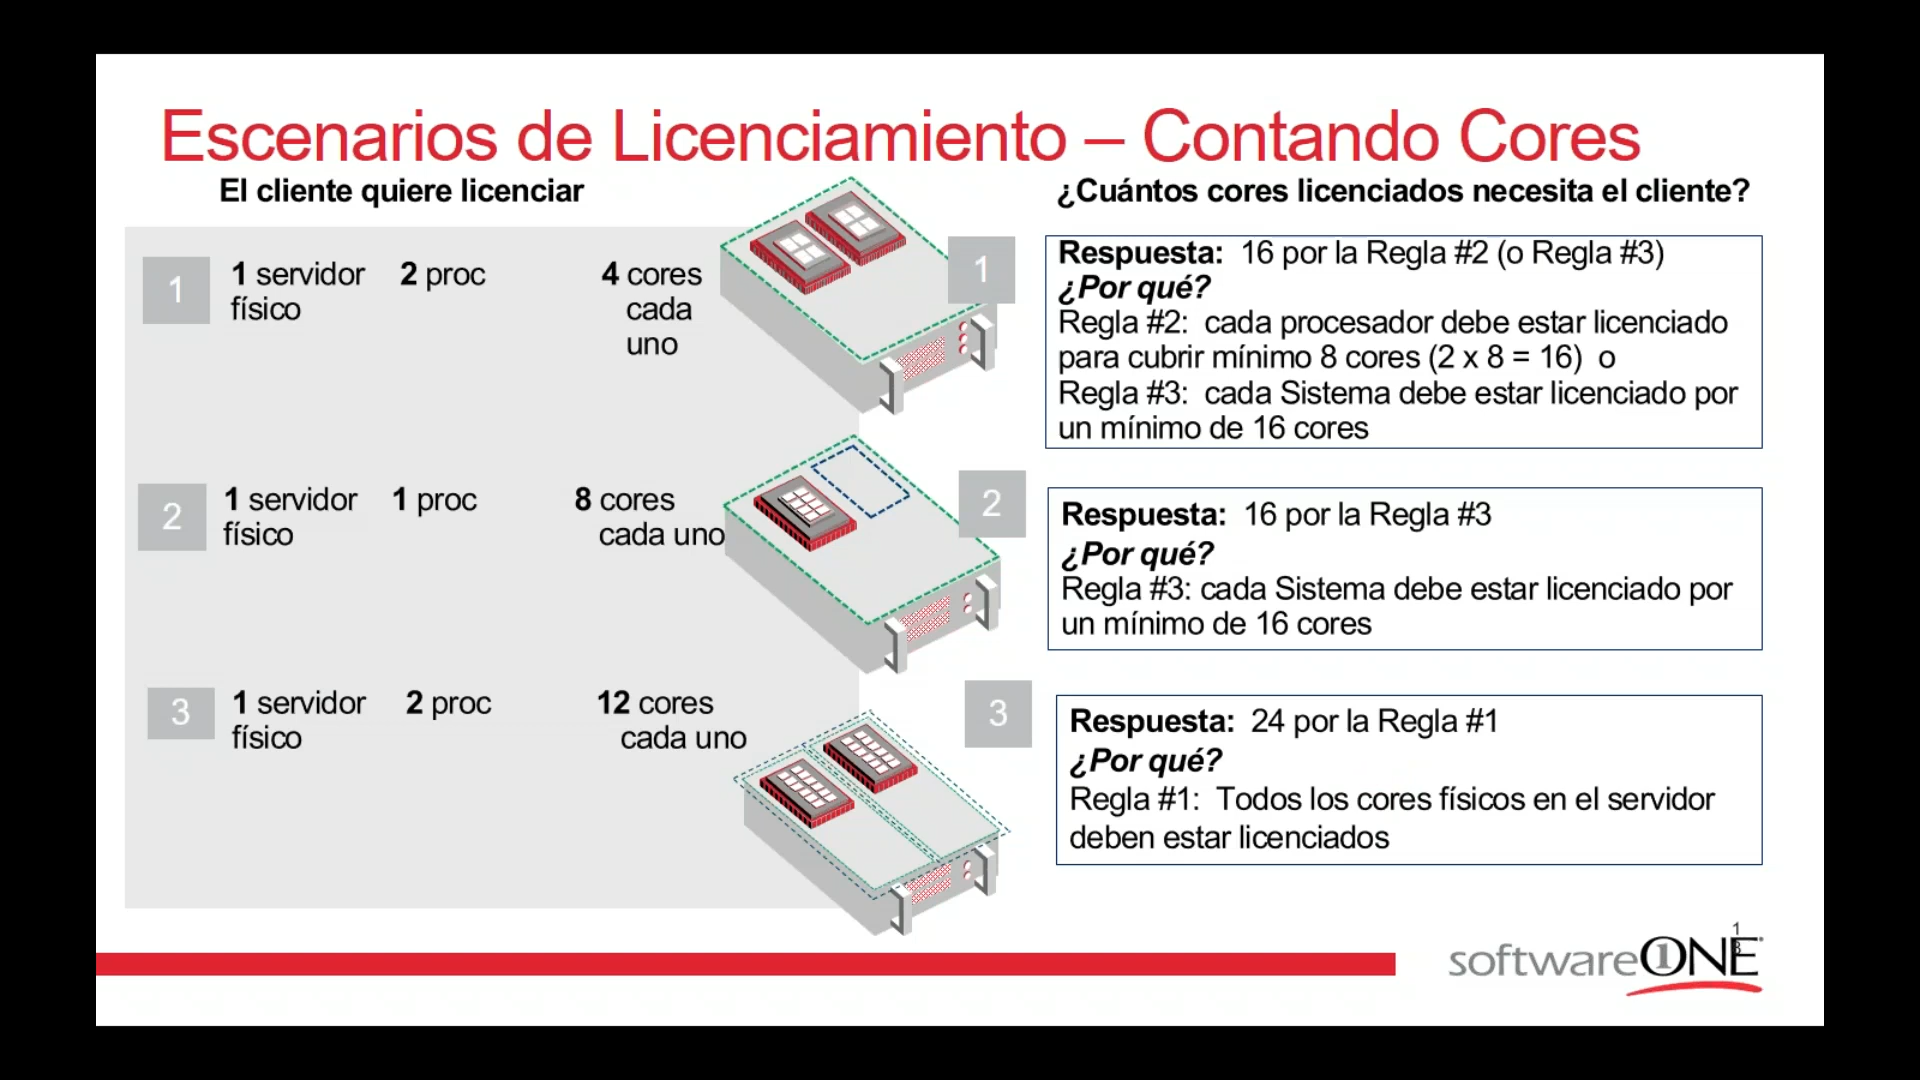 Escenarios de Licenciamiento – Contando Cores
El cliente quiere licenciar
¿Cuántos cores licenciados necesita el cliente?
1
1 servidor físico
2 proc
4 cores cada uno
1
Respuesta: 16 por la Regla #2 (o Regla #3)
¿Por qué?
Regla #2: cada procesador debe estar licenciado
para cubrir mínimo 8 cores (2 x 8 = 16) o
Regla #3: cada Sistema debe estar licenciado por
un mínimo de 16 cores
2
1 servidor físico
1 proc
8 cores cada uno
2
Respuesta: 16 por la Regla #3
¿Por qué?
Regla #3: cada Sistema debe estar licenciado por
un mínimo de 16 cores
3
1 servidor físico
2 proc
12 cores cada uno
3
Respuesta: 24 por la Regla #1
¿Por qué?
Regla #1: Todos los cores físicos en el servidor
deben estar licenciados
13
softwareONE